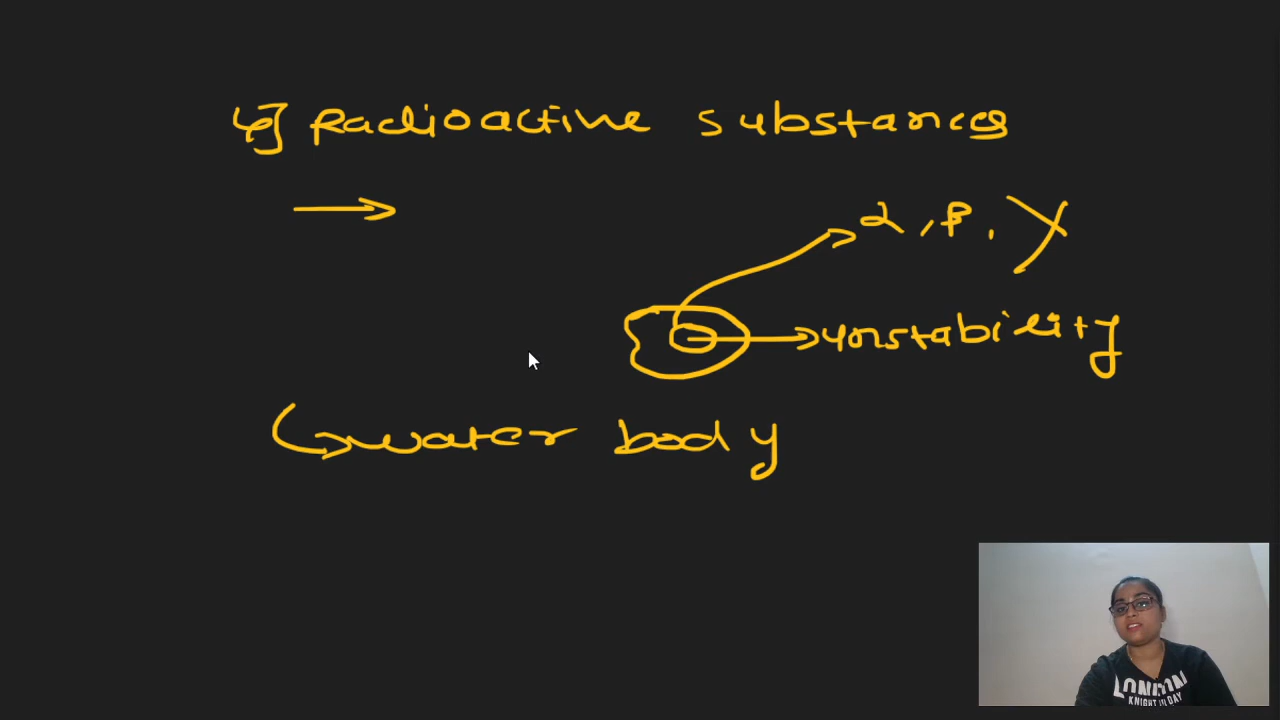 4] Radioactive substances
α, β, γ
unstability
water body
LONDON
KNIGHT IN DAY